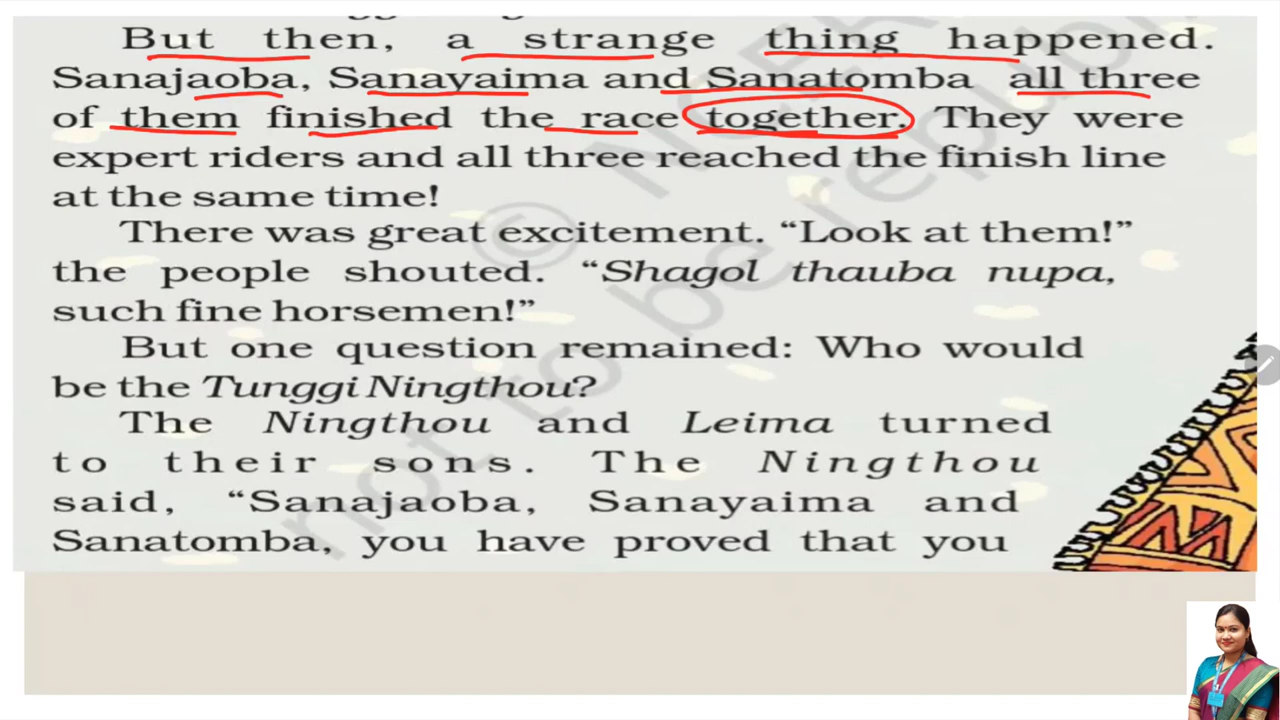 But then, a strange thing happened.
Sanajaoba, Sanayaima and Sanatomba all three
of them finished the race together. They were
expert riders and all three reached the finish line
at the same time!
There was great excitement. “Look at them!”
the people shouted. “Shagol thauba nupa,
such fine horsemen!”
But one question remained: Who would
be the Tunggi Ningthou?
The Ningthou and Leima turned
to their sons. The Ningthou
said, “Sanajaoba, Sanayaima and
Sanatomba, you have proved that you